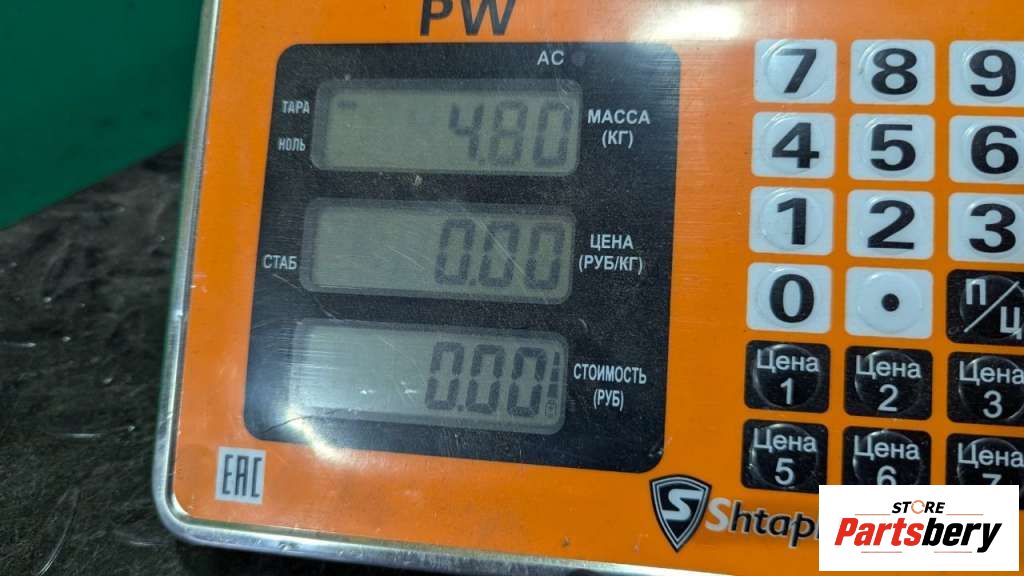 PW
AC
ТАРА
НОЛЬ
4.80
МАССА
(КГ)
СТАБ
0.00
ЦЕНА
(РУБ/КГ)
0.00
СТОИМОСТЬ
(РУБ)
7 8 9
4 5 6
1 2 3
0 . П/Ц
Цена 1
Цена 2
Цена 3
Цена 5
Цена 6
Цена 7
EAC
S
STORE
Partsbery